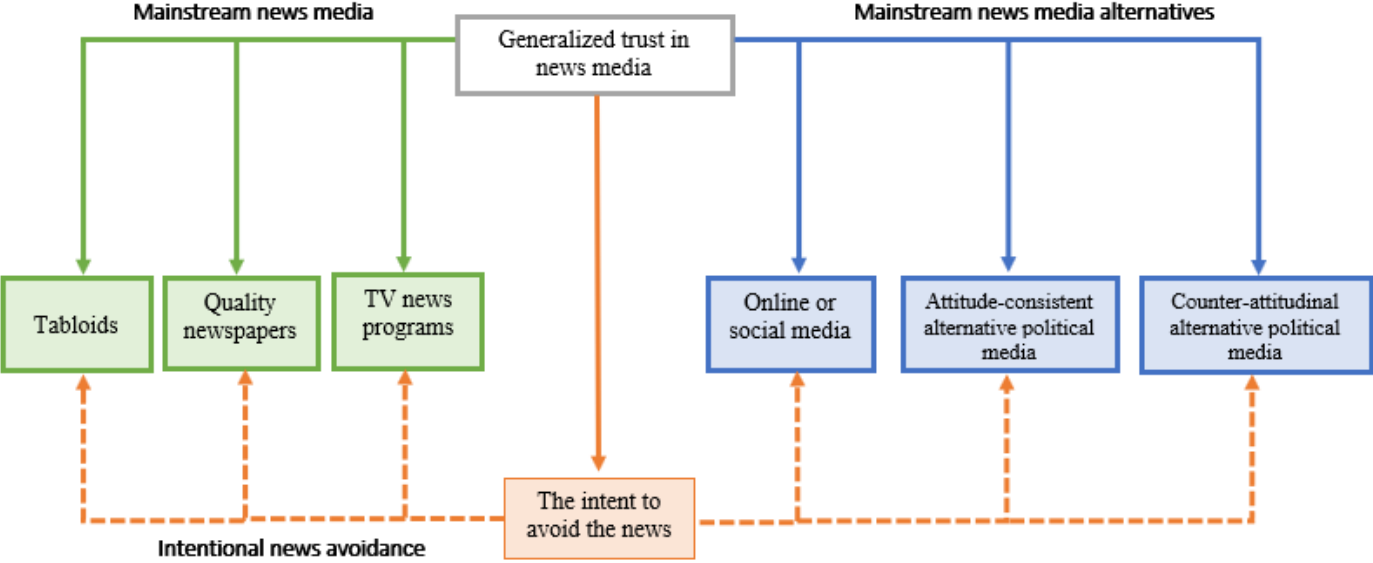 Mainstream news media
Mainstream news media alternatives
Generalized trust in
news media
Tabloids
Quality
newspapers
TV news
programs
Online or
social media
Attitude-consistent
alternative political
media
Counter-attitudinal
alternative political
media
The intent to
avoid the news
Intentional news avoidance